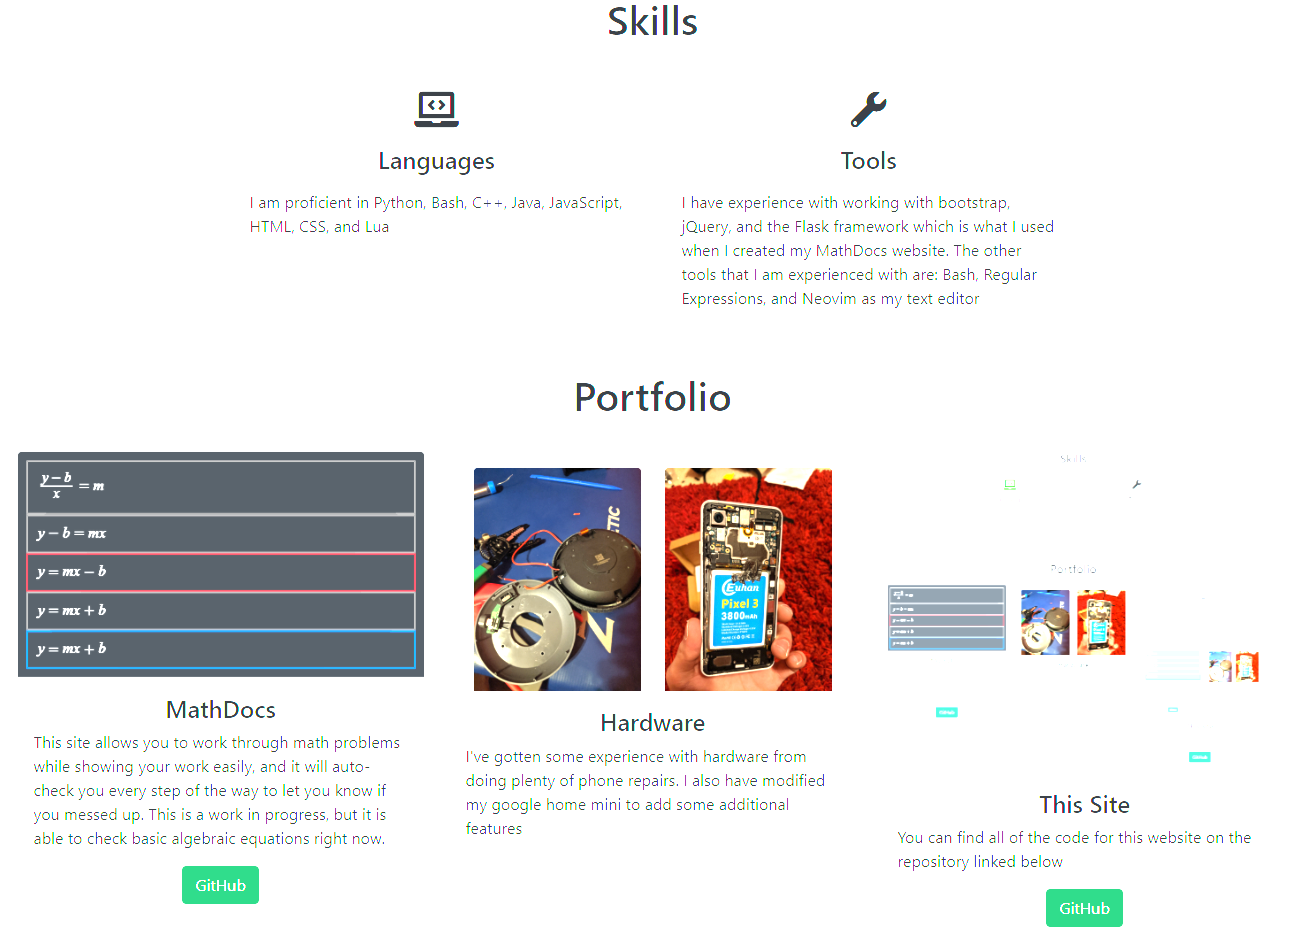 Skills
Languages
I am proficient in Python, Bash, C++, Java, JavaScript,
HTML, CSS, and Lua
Tools
I have experience with working with bootstrap,
jQuery, and the Flask framework which is what I used
when I created my MathDocs website. The other
tools that I am experienced with are: Bash, Regular
Expressions, and Neovim as my text editor
Portfolio
y − b
x
= m
y − b = mx
y = mx − b
y = mx + b
y = mx + b
MathDocs
This site allows you to work through math problems
while showing your work easily, and it will auto-
check you every step of the way to let you know if
you messed up. This is a work in progress, but it is
able to check basic algebraic equations right now.
GitHub
TIC
Z
Euhan
Pixel 3
3800mAh
Hardware
I've gotten some experience with hardware from
doing plenty of phone repairs. I also have modified
my google home mini to add some additional
features
Skills
Portfolio
This Site
You can find all of the code for this website on the
repository linked below
GitHub